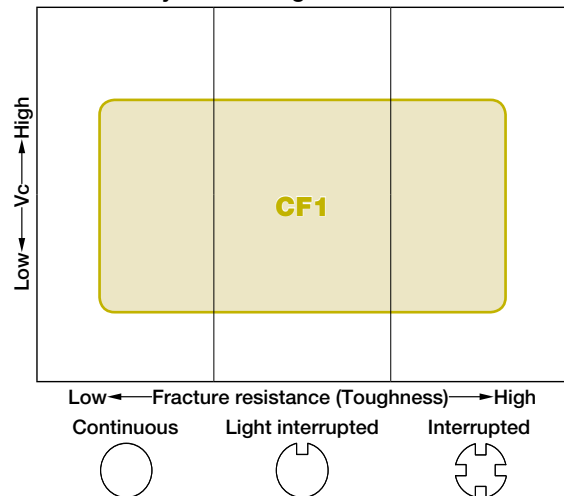 High
Vc
Low
CF1
Low Fracture resistance (Toughness) High
Continuous Light interrupted Interrupted